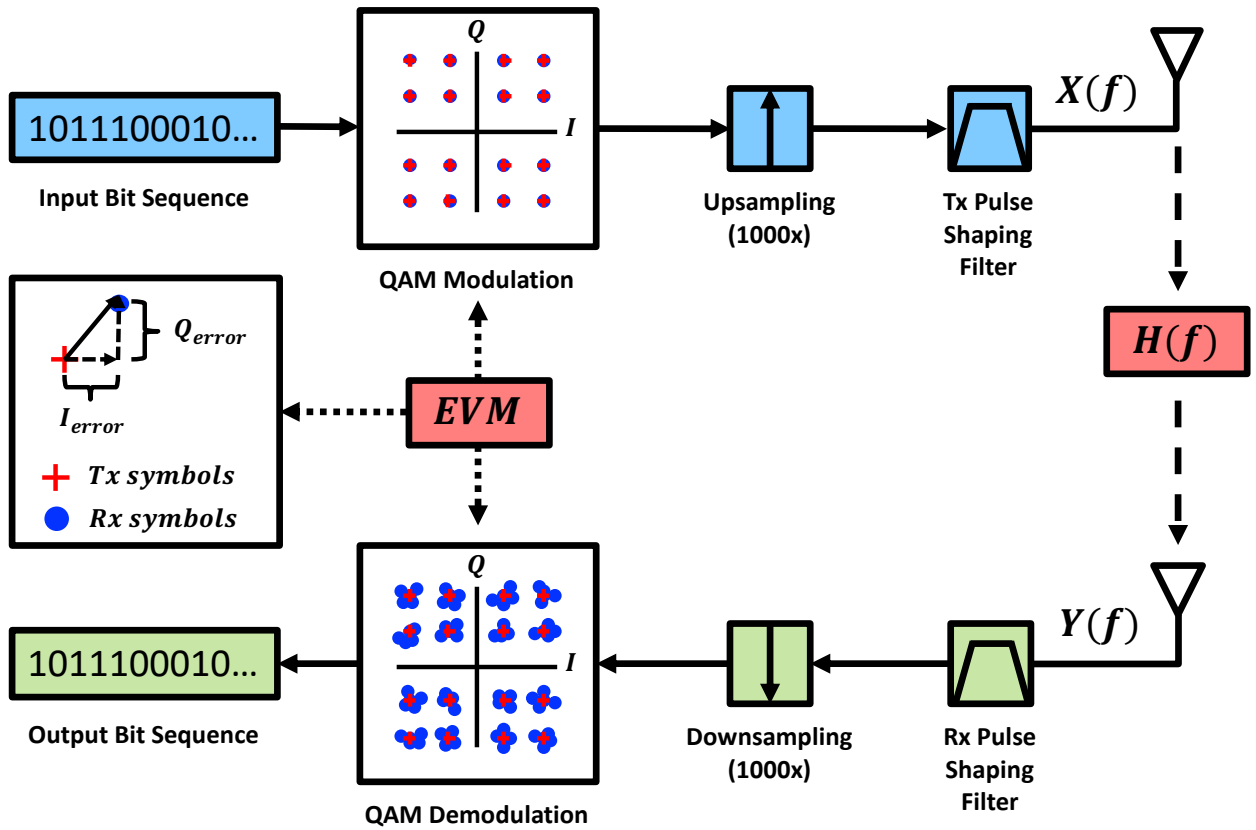 Q
I
1011100010...
Input Bit Sequence
QAM Modulation
Upsampling
(1000x)
Tx Pulse
Shaping
Filter
X(f)
H(f)
Q_error
I_error
Tx symbols
Rx symbols
EVM
Q
I
1011100010...
Output Bit Sequence
QAM Demodulation
Downsampling
(1000x)
Rx Pulse
Shaping
Filter
Y(f)